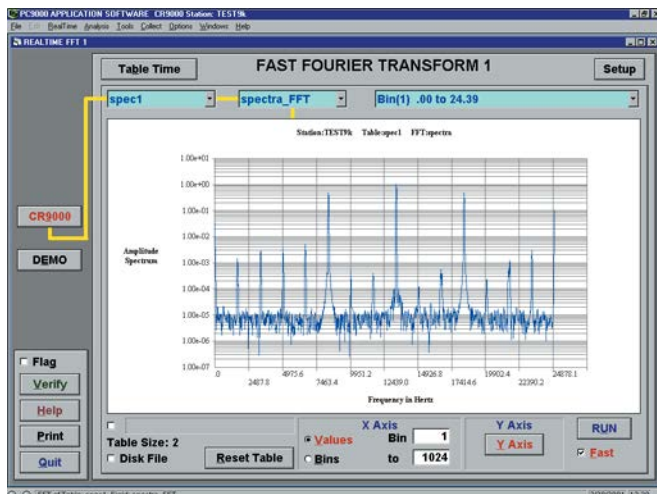 PC9000 APPLICATION SOFTWARE CR9000 Station: TEST9k
File Edit RealTime Analysis Tools Collect Options Windows Help
REALTIME FFT 1
Table Time FAST FOURIER TRANSFORM 1 Setup
spec1 spectra_FFT Bin(1) .00 to 24.39
Station:TEST9k Table:spec1 FFT:spectra
1.00e+01
1.00e+00
1.00e-01
1.00e-02
1.00e-03
1.00e-04
1.00e-05
1.00e-06
1.00e-07
Amplitude
Spectrum
.0 4975.6 9951.2 14926.8 19902.4 24878.1
2487.8 7463.4 12439.0 17414.6 22390.2
Frequency in Hertz
CR9000
DEMO
Flag
Verify
Help
Print
Quit
Table Size: 2
Disk File
Reset Table
X Axis
Values Bin 1
Bins to 1024
Y Axis
Y Axis
RUN
Fast